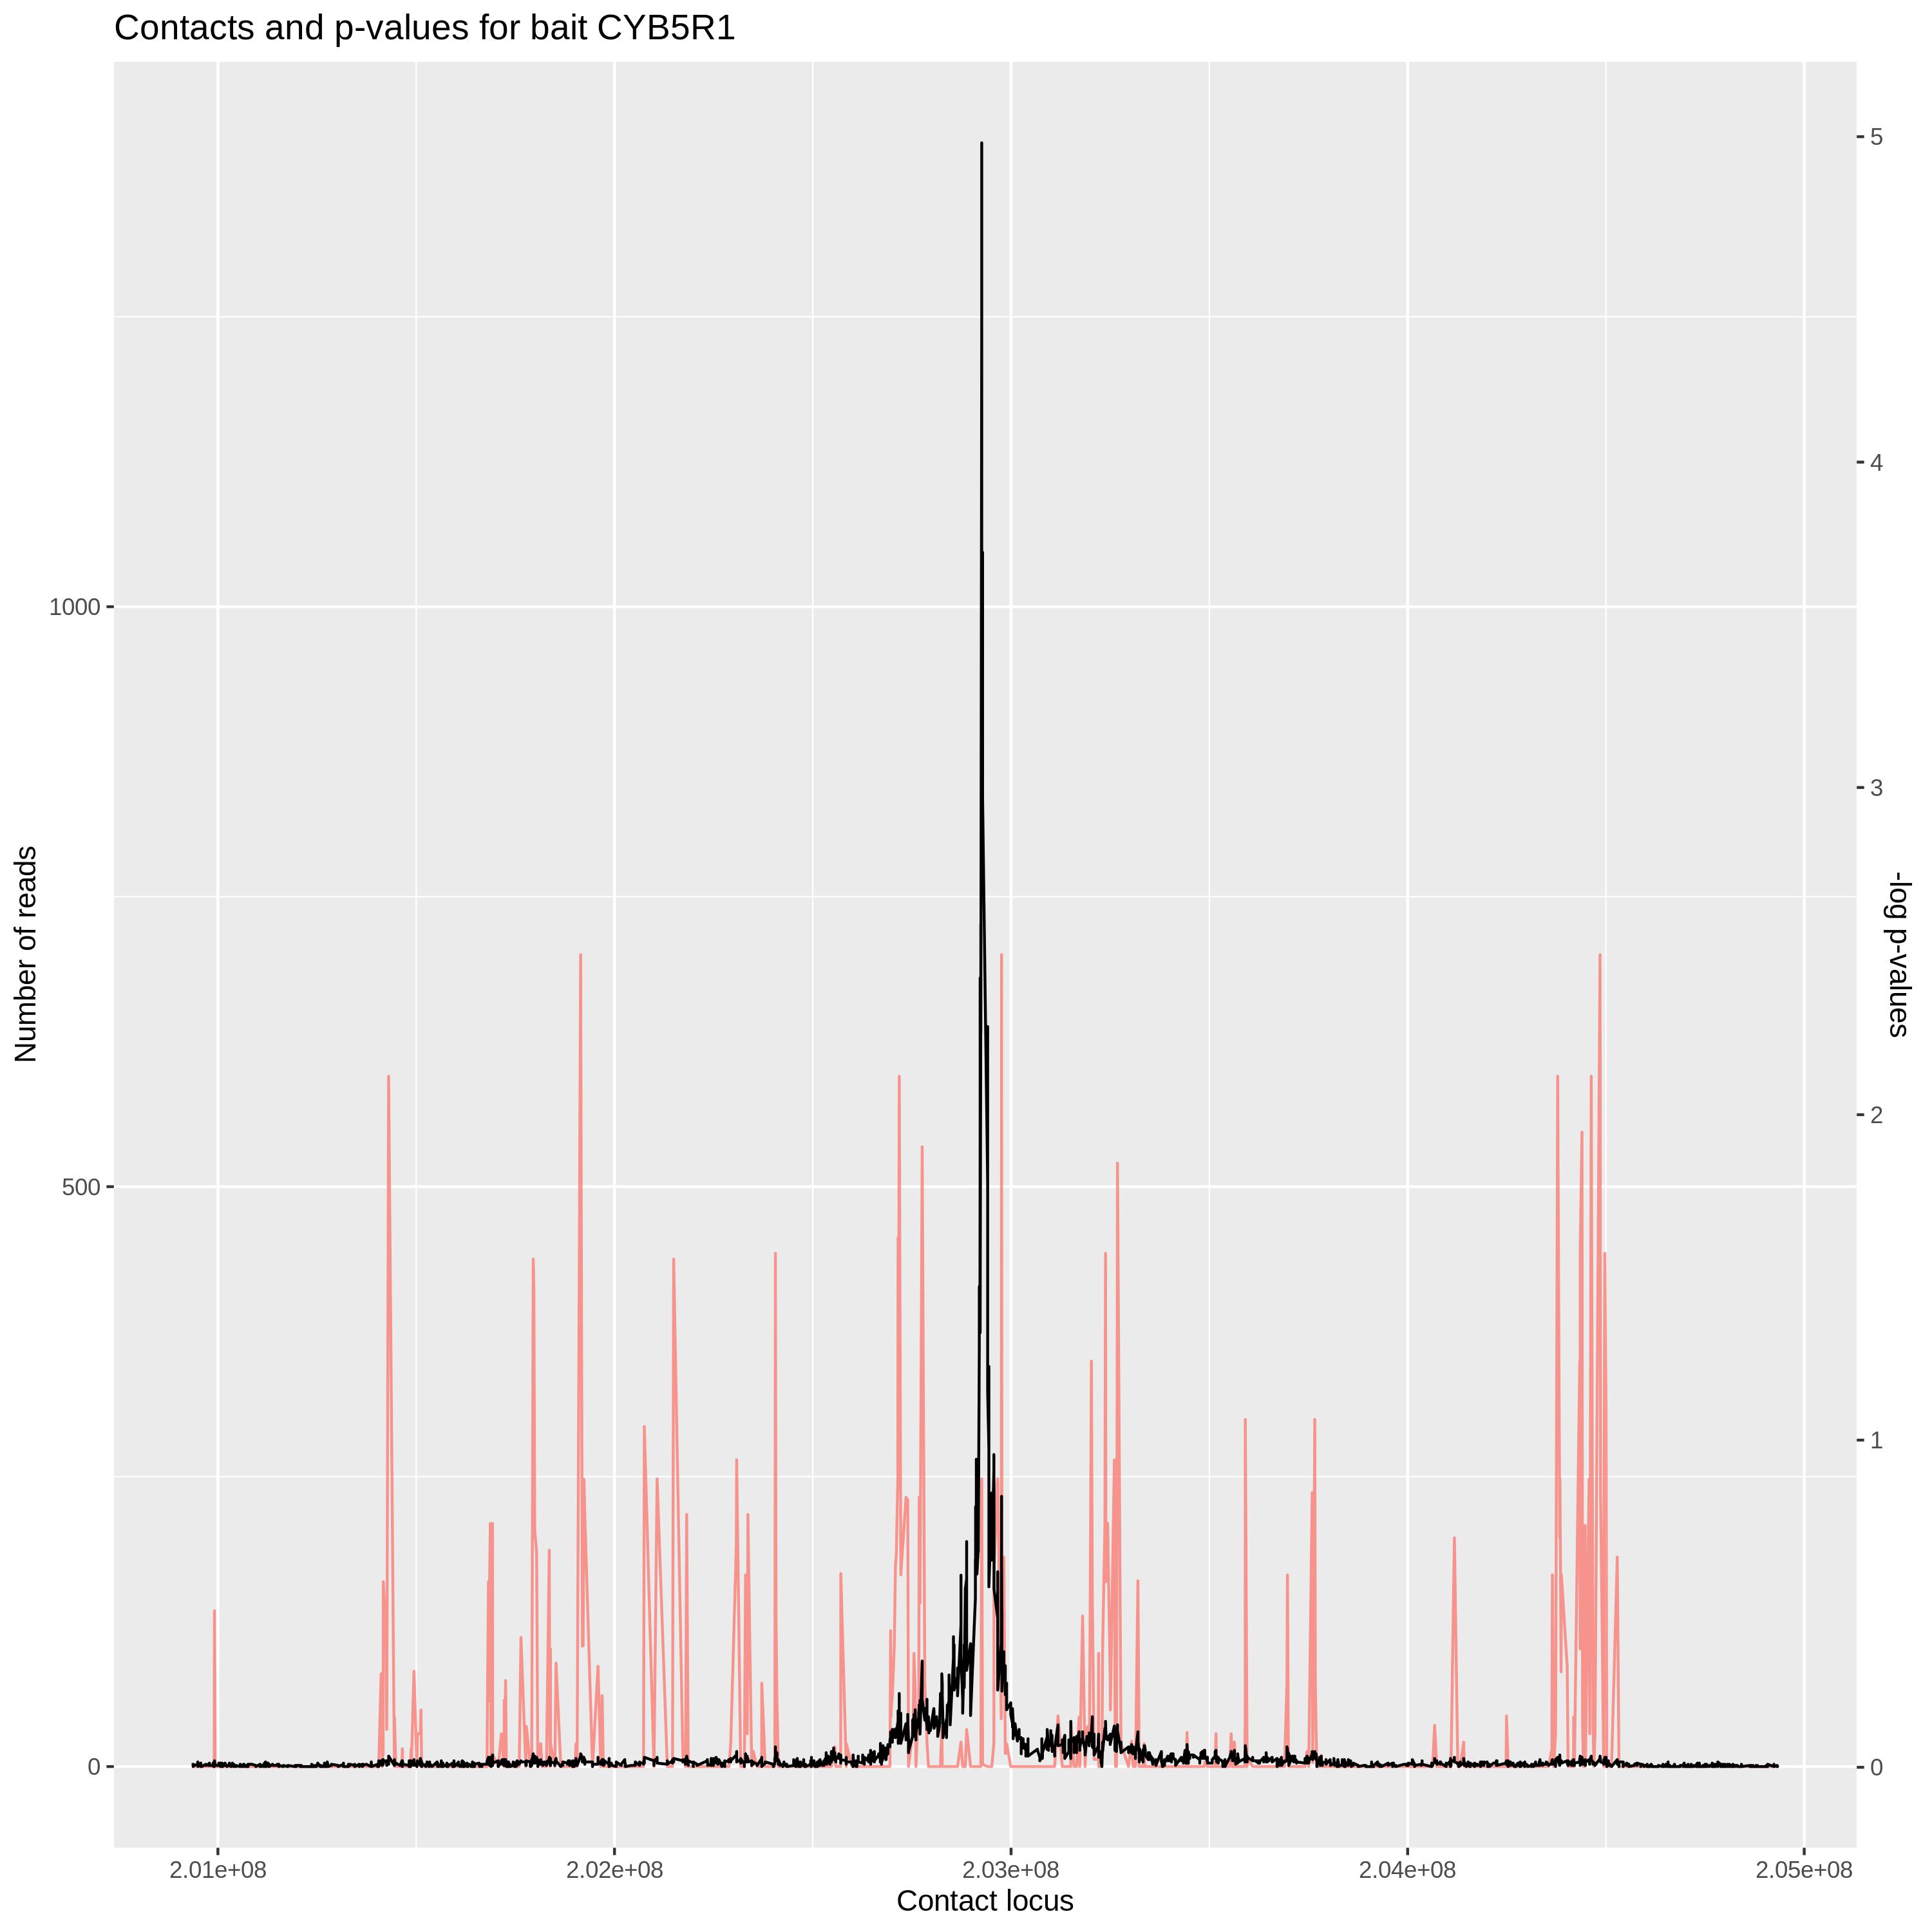 Contacts and p-values for bait CYB5R1
Number of reads
1000
500
0
5
4
3
2
1
0
-log p-values
2.01e+08
2.02e+08
2.03e+08
2.04e+08
2.05e+08
Contact locus